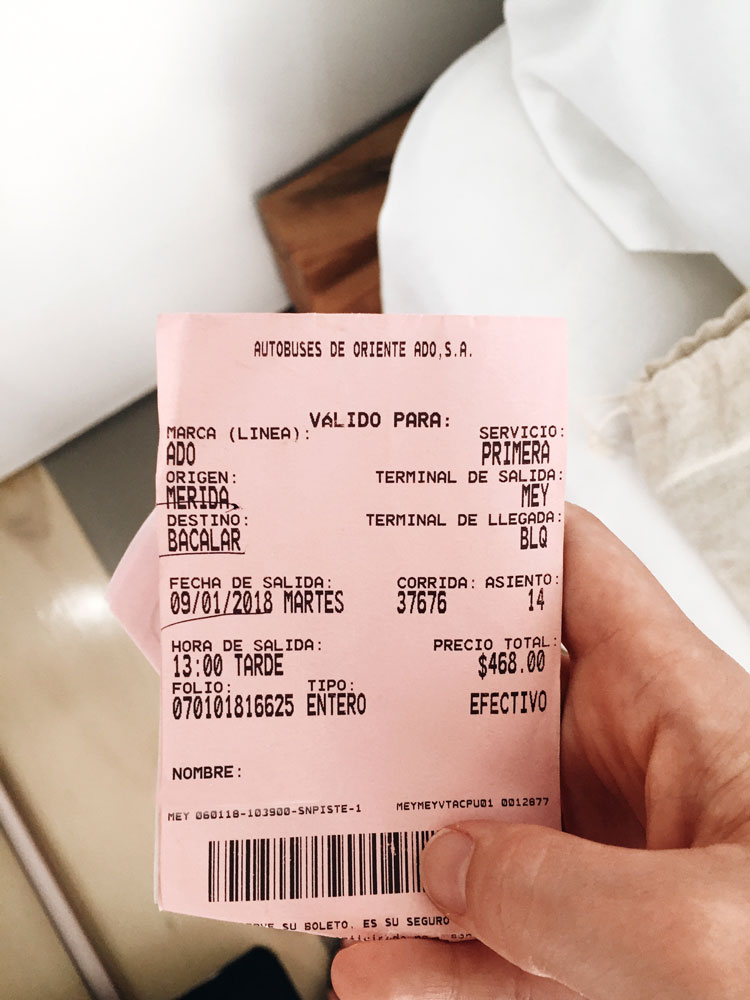 AUTOBUSES DE ORIENTE ADO,S.A.
VáLIDO PARA:
MARCA (LINEA): SERVICIO:
ADO PRIMERA
ORIGEN: TERMINAL DE SALIDA:
MERIDA, MEY
DESTINO: TERMINAL DE LLEGADA:
BACALAR BLQ
FECHA DE SALIDA: CORRIDA: ASIENTO:
09/01/2018 MARTES 37676 14
HORA DE SALIDA: PRECIO TOTAL:
13:00 TARDE $468.00
FOLIO: TIPO:
070101816625 ENTERO EFECTIVO
NOMBRE:
MEY 060118-103900-SNPISTE-1 MEYMEYVTACPU01 0012877
SU BOLETO. ES SU SEGURO